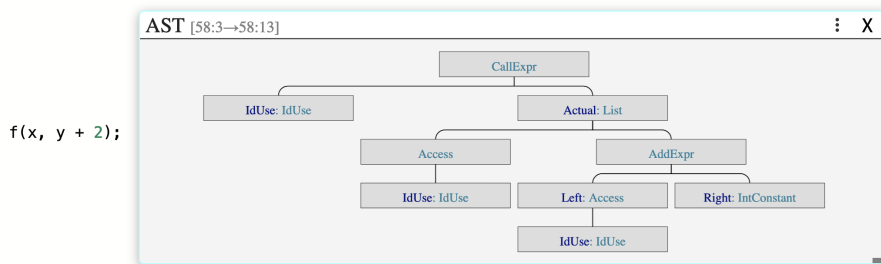 AST [58:3→58:13]
⋮ X
CallExpr
IdUse: IdUse
Actual: List
f(x, y + 2);
Access
AddExpr
IdUse: IdUse
Left: Access
Right: IntConstant
IdUse: IdUse